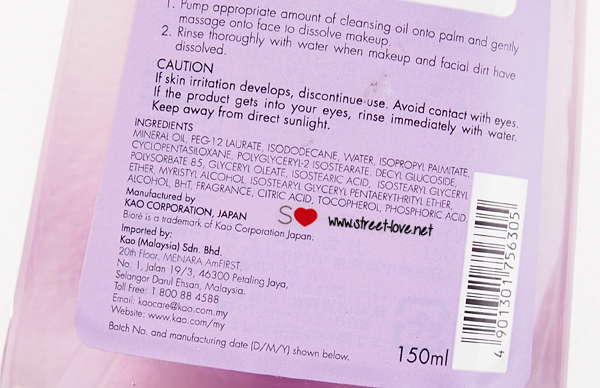 1. Pump appropriate amount of cleansing oil onto palm and gently
massage onto face to dissolve makeup.
2. Rinse thoroughly with water when makeup and facial dirt have
dissolved.
CAUTION
If skin irritation develops, discontinue use. Avoid contact with eyes.
If the product gets into your eyes, rinse immediately with water.
Keep away from direct sunlight.
INGREDIENTS
MINERAL OIL, PEG-12 LAURATE, ISODODECANE, WATER, ISOPROPYL PALMITATE,
CYCLOPENTASILOXANE, POLYGLYCERYL-2 ISOSTEARATE, DECYL GLUCOSIDE,
POLYSORBATE 85, GLYCERYL OLEATE, ISOSTEARIC ACID, ISOSTEARYL GLYCERYL
ETHER, MYRISTYL ALCOHOL, ISOSTEARYL GLYCERYL PENTAERYTHRITYL ETHER,
ALCOHOL, BHT, FRAGRANCE, CITRIC ACID, TOCOPHEROL, PHOSPHORIC ACID
Manufactured by
KAO CORPORATION, JAPAN
Bioré is a trademark of Kao Corporation Japan.
S
www.street-love.net
Imported by:
Kao (Malaysia) Sdn. Bhd.
20th Floor, MENARA AmFIRST,
No. 1, Jalan 19/3, 46300 Petaling Jaya,
Selangor Darul Ehsan, Malaysia.
Toll Free: 1 800 88 4588
Email: kaocare@kao.com.my
Website: www.kao.com/my
Batch No. and manufacturing date (D/M/Y) shown below.
150ml
4 901301 756305